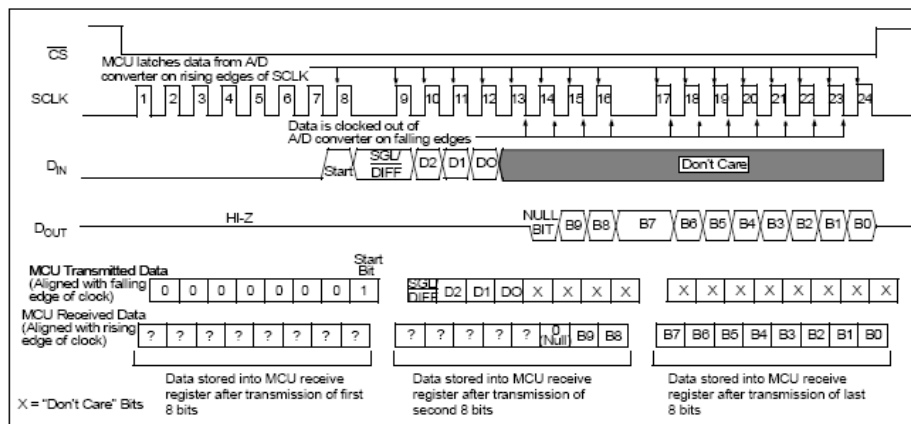 CS
MCU latches data from A/D
converter on rising edges of SCLK
SCLK
1 2 3 4 5 6 7 8 9 10 11 12 13 14 15 16 17 18 19 20 21 22 23 24
Data is clocked out of
A/D converter on falling edges
DIN
Start SGL/DIFF D2 D1 DO Don't Care
HI-Z
DOUT
NULL BIT B9 B8 B7 B6 B5 B4 B3 B2 B1 B0
MCU Transmitted Data
(Aligned with falling
edge of clock)
Start
Bit
0 0 0 0 0 0 0 1 SGL/DIFF D2 D1 DO X X X X X X X X X X X X
MCU Received Data
(Aligned with rising
edge of clock)
? ? ? ? ? ? ? ? ? ? ? ? ? 0 (Null) B9 B8 B7 B6 B5 B4 B3 B2 B1 B0
X = "Don't Care" Bits
Data stored into MCU receive
register after transmission of first
8 bits
Data stored into MCU receive
register after transmission of
second 8 bits
Data stored into MCU receive
register after transmission of last
8 bits